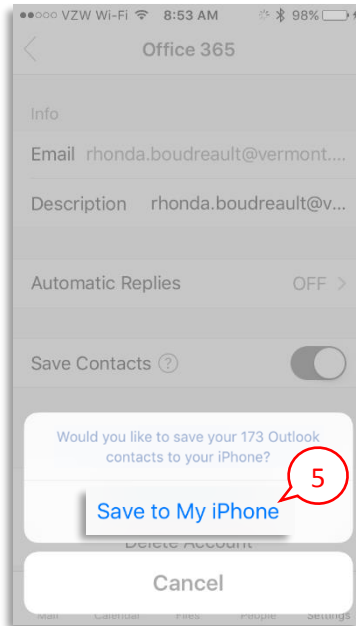 VZW Wi-Fi 8:53 AM 98%
Office 365
Info
Email rhonda.boudreault@vermont....
Description rhonda.boudreault@v...
Automatic Replies OFF >
Save Contacts ?
Would you like to save your 173 Outlook
contacts to your iPhone?
5
Save to My iPhone
Delete Account
Cancel
Mail Calendar Files People Settings